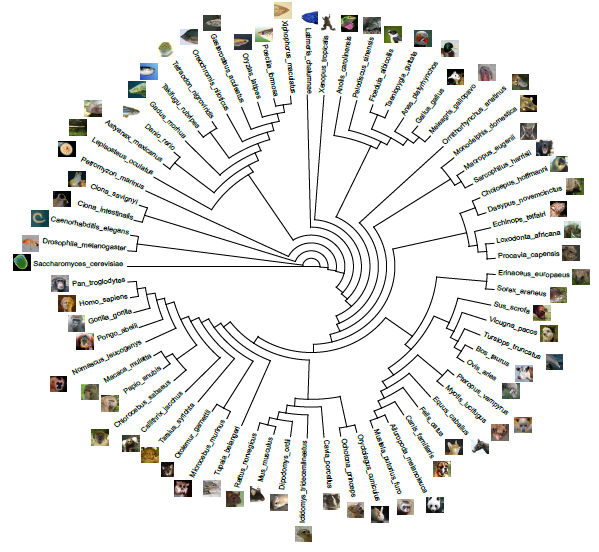 Xiphophorus_maculatus
Latimeria_chalumnae
Xenopus_tropicalis
Anolis_carolinensis
Pelodiscus_sinensis
Ficedula_albicollis
Taeniopygia_guttata
Anas_platyrhynchos
Gallus_gallus
Meleagris_gallopavo
Ornithorhynchus_anatinus
Monodelphis_domestica
Macropus_eugenii
Sarcophilus_harrisii
Choloepus_hoffmanni
Dasypus_novemcinctus
Echinops_telfairi
Loxodonta_africana
Procavia_capensis
Erinaceus_europaeus
Sorex_araneus
Sus_scrofa
Vicugna_pacos
Tursiops_truncatus
Bos_taurus
Ovis_aries
Pteropus_vampyrus
Myotis_lucifugus
Equus_caballus
Felis_catus
Canis_familiaris
Ailuropoda_melanoleuca
Mustela_putorius_furo
Oryctolagus_cuniculus
Ochotona_princeps
Cavia_porcellus
Ictidomys_tridecemlineatus
Dipodomys_ordii
Mus_musculus
Rattus_norvegicus
Tupaia_belangeri
Microcebus_murinus
Otolemur_garnettii
Tarsius_syrichta
Callithrix_jacchus
Chlorocebus_sabaeus
Papio_anubis
Macaca_mulatta
Nomascus_leucogenys
Pongo_abelii
Gorilla_gorilla
Homo_sapiens
Pan_troglodytes
Saccharomyces_cerevisiae
Drosophila_melanogaster
Caenorhabditis_elegans
Ciona_intestinalis
Ciona_savignyi
Petromyzon_marinus
Lepisosteus_oculatus
Astyanax_mexicanus
Danio_rerio
Gadus_morhua
Takifugu_rubripes
Tetraodon_nigroviridis
Oreochromis_niloticus
Gasterosteus_aculeatus
Oryzias_latipes
Poecilia_formosa